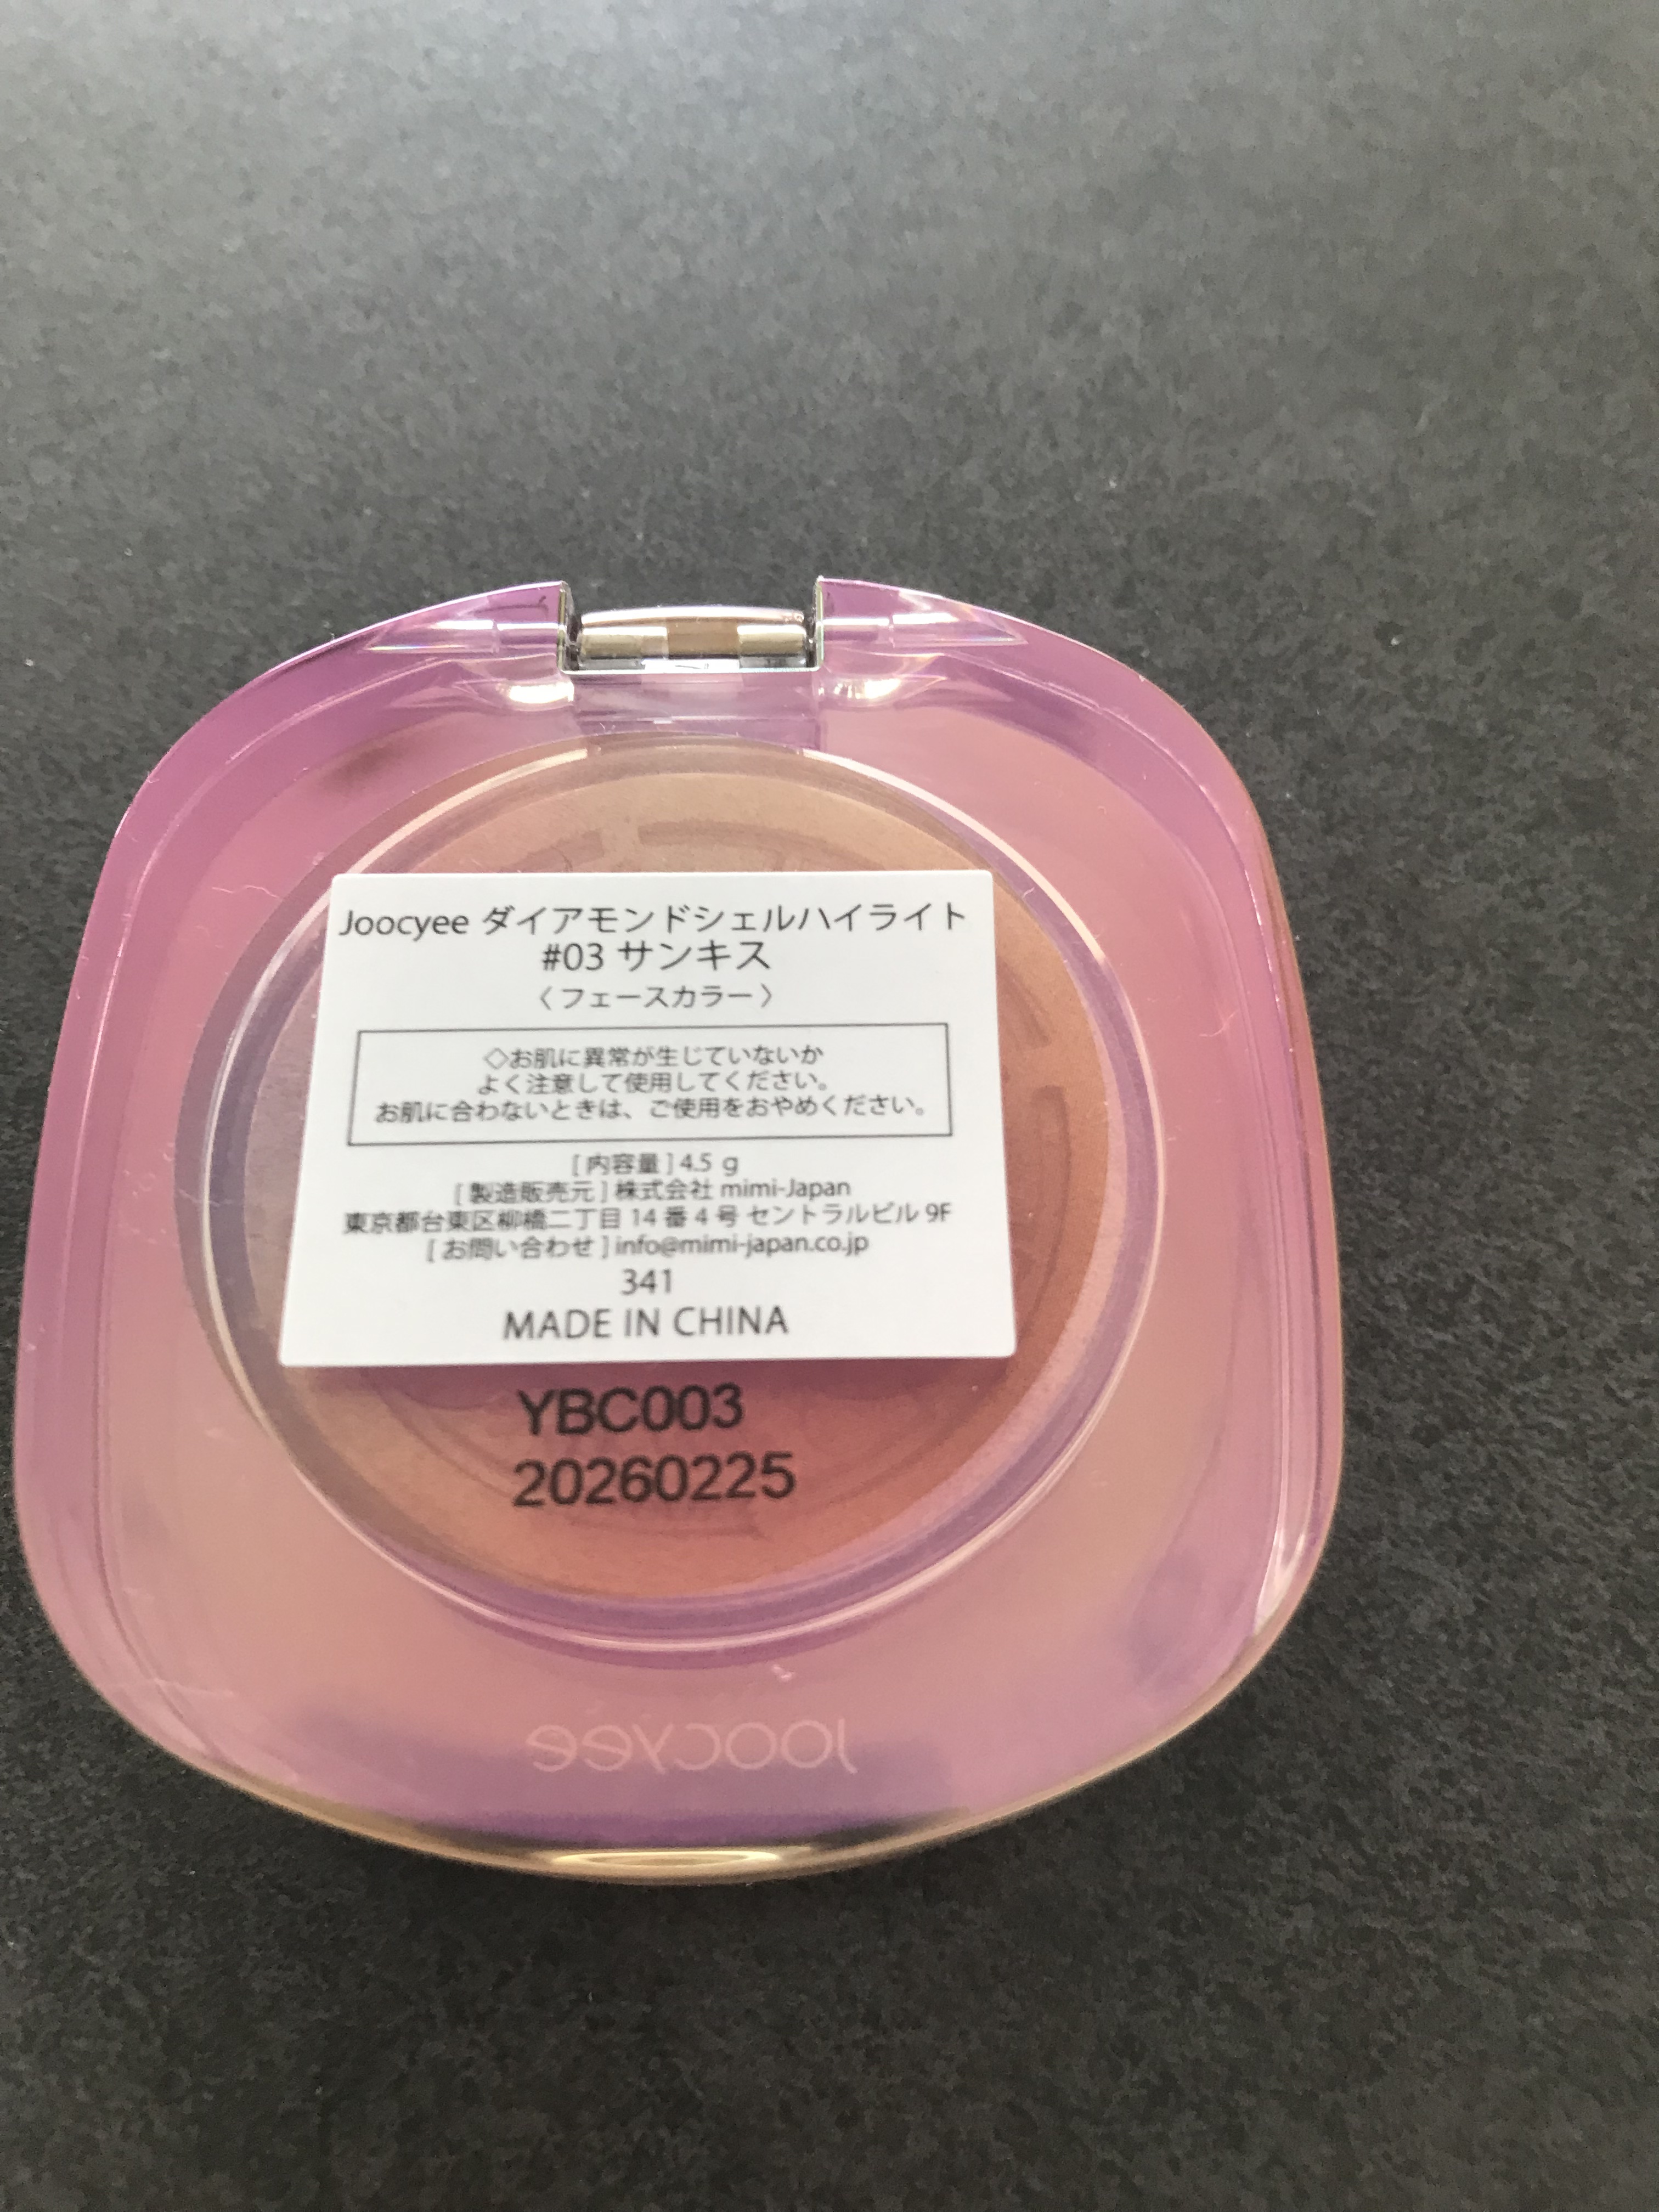 Joocyee ダイアモンドシェルハイライト
#03 サンキス
〈フェースカラー〉
◇お肌に異常が生じていないか
よく注意して使用してください。
お肌に合わないときは、ご使用をおやめください。
[ 内容量 ] 4.5 g
[ 製造販売元 ] 株式会社 mimi-Japan
東京都台東区柳橋二丁目 14 番 4 号 セントラルビル 9F
[ お問い合わせ ] info@mimi-japan.co.jp
341
MADE IN CHINA
YBC003
20260225
Joocyee